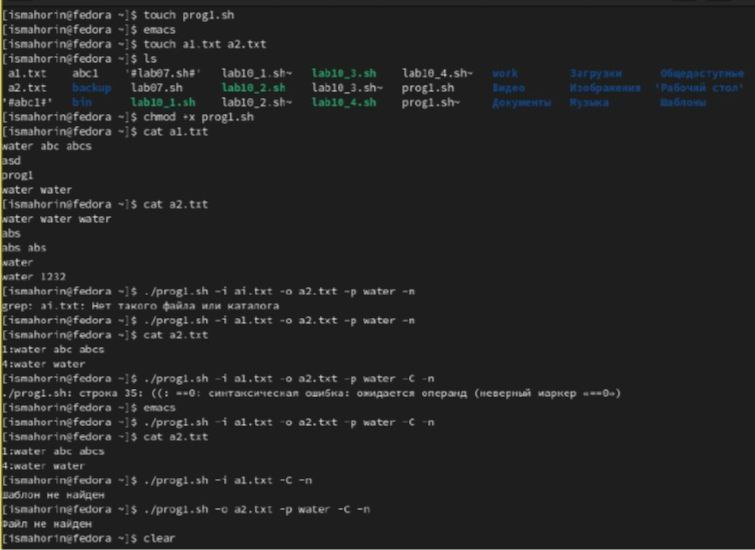 [ismahorin@fedora ~]$ touch prog1.sh
[ismahorin@fedora ~]$ emacs
[ismahorin@fedora ~]$ touch a1.txt a2.txt
[ismahorin@fedora ~]$ ls
a1.txt abc1 '#lab07.sh#' lab10_1.sh~ lab10_3.sh lab10_4.sh~ work Загрузки Общедоступные
a2.txt backup lab07.sh lab10_2.sh lab10_3.sh~ prog1.sh Видео Изображения 'Рабочий стол'
'#abc1#' bin lab10_1.sh lab10_2.sh~ lab10_4.sh prog1.sh~ Документы Музыка Шаблоны
[ismahorin@fedora ~]$ chmod +x prog1.sh
[ismahorin@fedora ~]$ cat a1.txt
water abc abcs
asd
prog1
water water
[ismahorin@fedora ~]$ cat a2.txt
water water water
abs
abs abs
water
water 1232
[ismahorin@fedora ~]$ ./prog1.sh -i ai.txt -o a2.txt -p water -n
grep: ai.txt: Нет такого файла или каталога
[ismahorin@fedora ~]$ ./prog1.sh -i a1.txt -o a2.txt -p water -n
[ismahorin@fedora ~]$ cat a2.txt
1:water abc abcs
4:water water
[ismahorin@fedora ~]$ ./prog1.sh -i a1.txt -o a2.txt -p water -C -n
./prog1.sh: строка 35: ((: ==0: синтаксическая ошибка: ожидается операнд (неверный маркер «==0»)
[ismahorin@fedora ~]$ emacs
[ismahorin@fedora ~]$ ./prog1.sh -i a1.txt -o a2.txt -p water -C -n
[ismahorin@fedora ~]$ cat a2.txt
1:water abc abcs
4:water water
[ismahorin@fedora ~]$ ./prog1.sh -i a1.txt -C -n
Шаблон не найден
[ismahorin@fedora ~]$ ./prog1.sh -o a2.txt -p water -C -n
Файл не найден
[ismahorin@fedora ~]$ clear